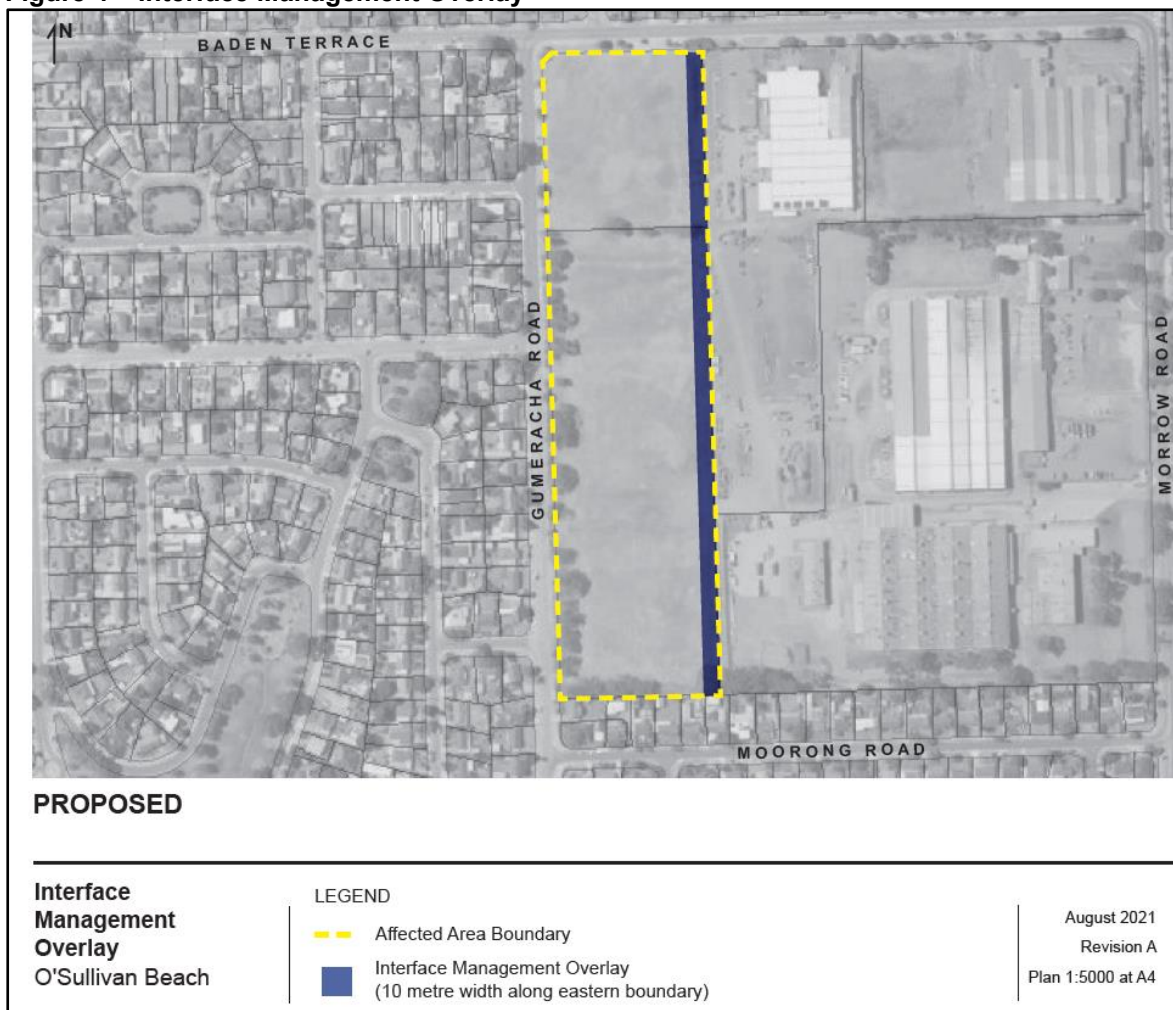 N
BADEN TERRACE
GUMERACHA ROAD
MORROW ROAD
MOORONG ROAD
PROPOSED
Interface
Management
Overlay
O'Sullivan Beach
LEGEND
Affected Area Boundary
Interface Management Overlay
(10 metre width along eastern boundary)
August 2021
Revision A
Plan 1:5000 at A4